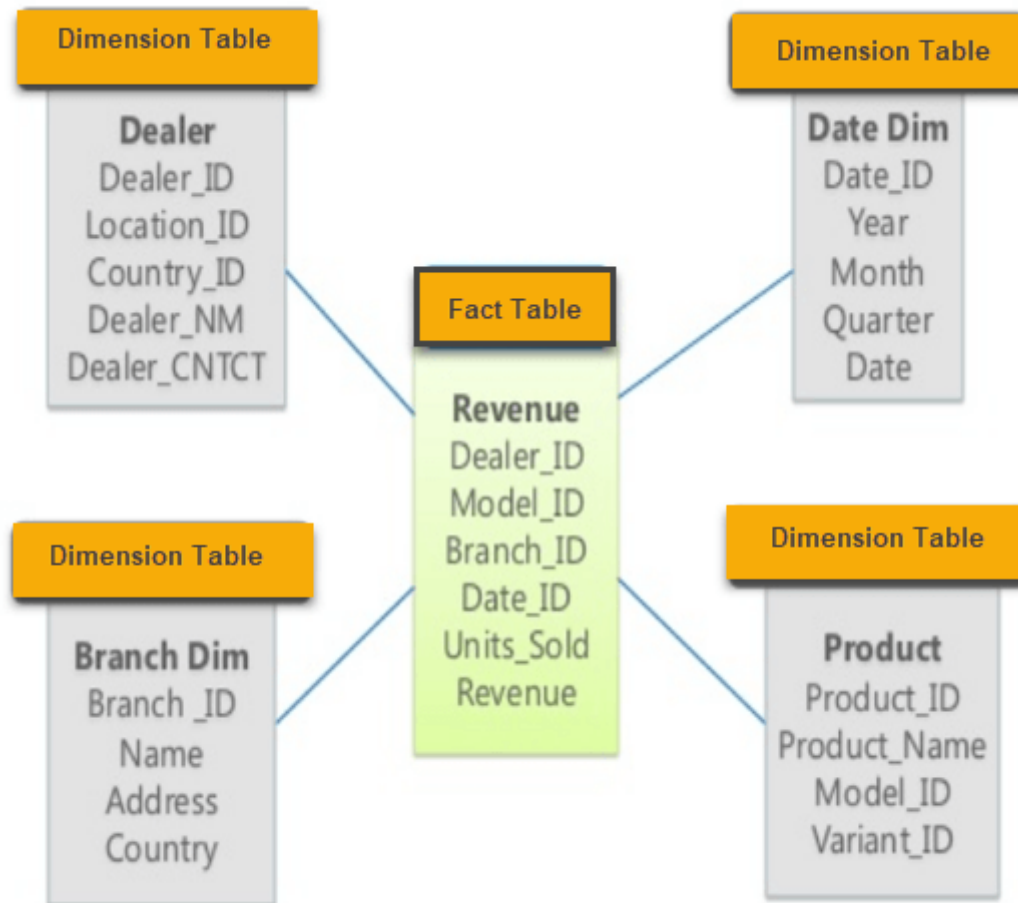 Dimension Table
Dealer
Dealer_ID
Location_ID
Country_ID
Dealer_NM
Dealer_CNTCT
Dimension Table
Date Dim
Date_ID
Year
Month
Quarter
Date
Fact Table
Revenue
Dealer_ID
Model_ID
Branch_ID
Date_ID
Units_Sold
Revenue
Dimension Table
Branch Dim
Branch _ID
Name
Address
Country
Dimension Table
Product
Product_ID
Product_Name
Model_ID
Variant_ID